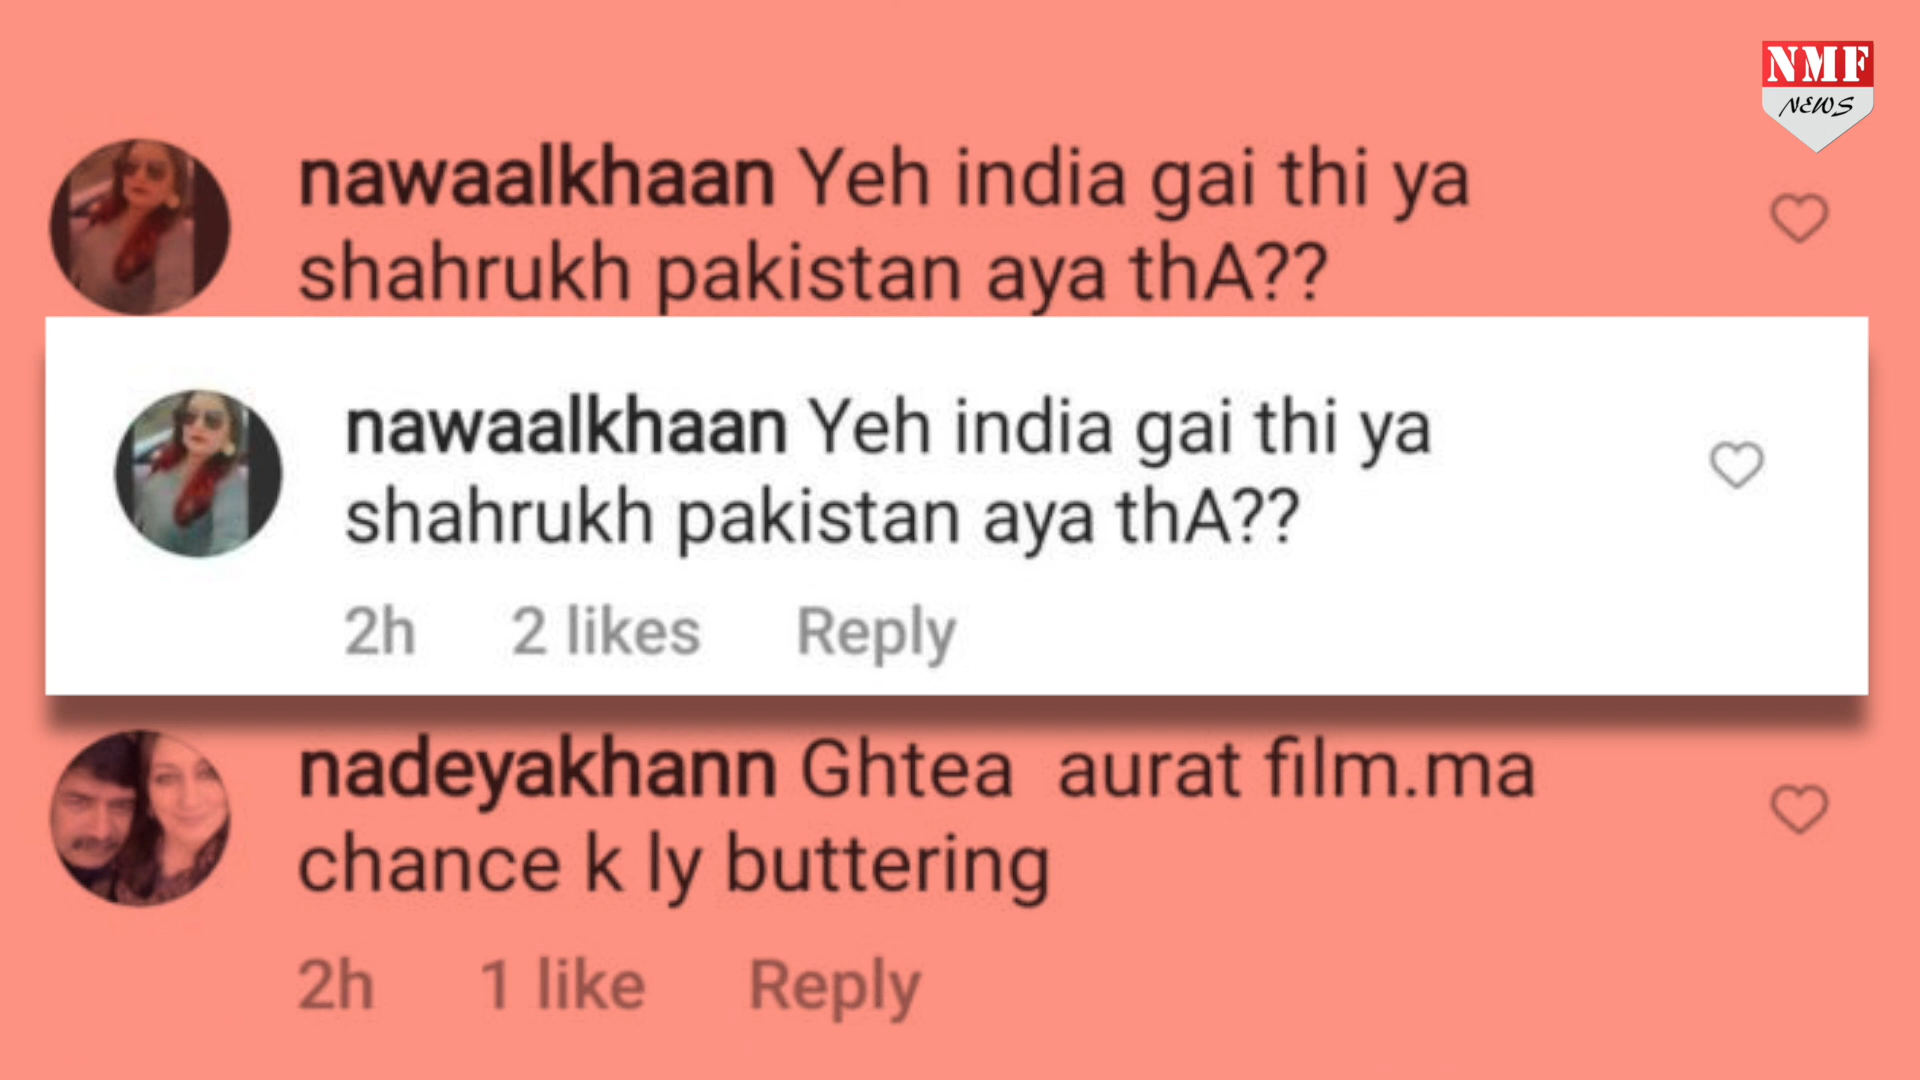 NMF
NEWS
nawaalkhaan Yeh india gai thi ya
shahrukh pakistan aya thA??
nawaalkhaan Yeh india gai thi ya
shahrukh pakistan aya thA??
2h 2 likes Reply
nadeyakhann Ghtea aurat film.ma
chance k ly buttering
2h 1 like Reply